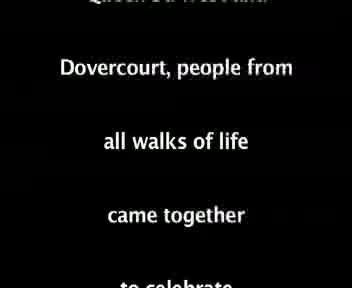 Dovercourt, people from
all walks of life
came together
to celebrate